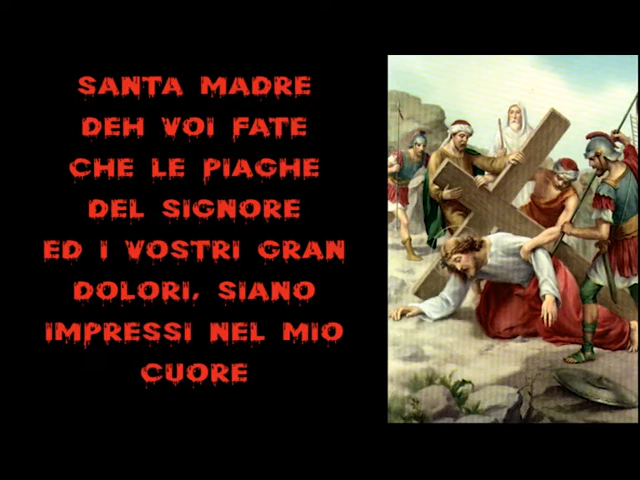 SANTA MADRE
DEH VOI FATE
CHE LE PIAGHE
DEL SIGNORE
ED I VOSTRI GRAN
DOLORI, SIANO
IMPRESSI NEL MIO
CUORE